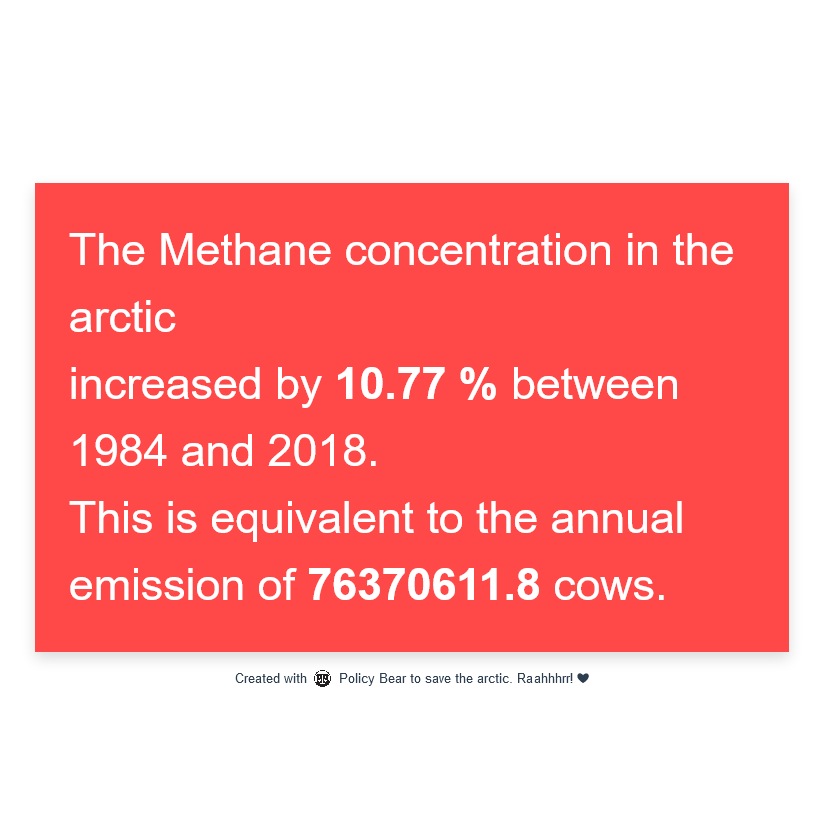 The Methane concentration in the
arctic
increased by 10.77 % between
1984 and 2018.
This is equivalent to the annual
emission of 76370611.8 cows.
Created with Policy Bear to save the arctic. Raahhhrr!